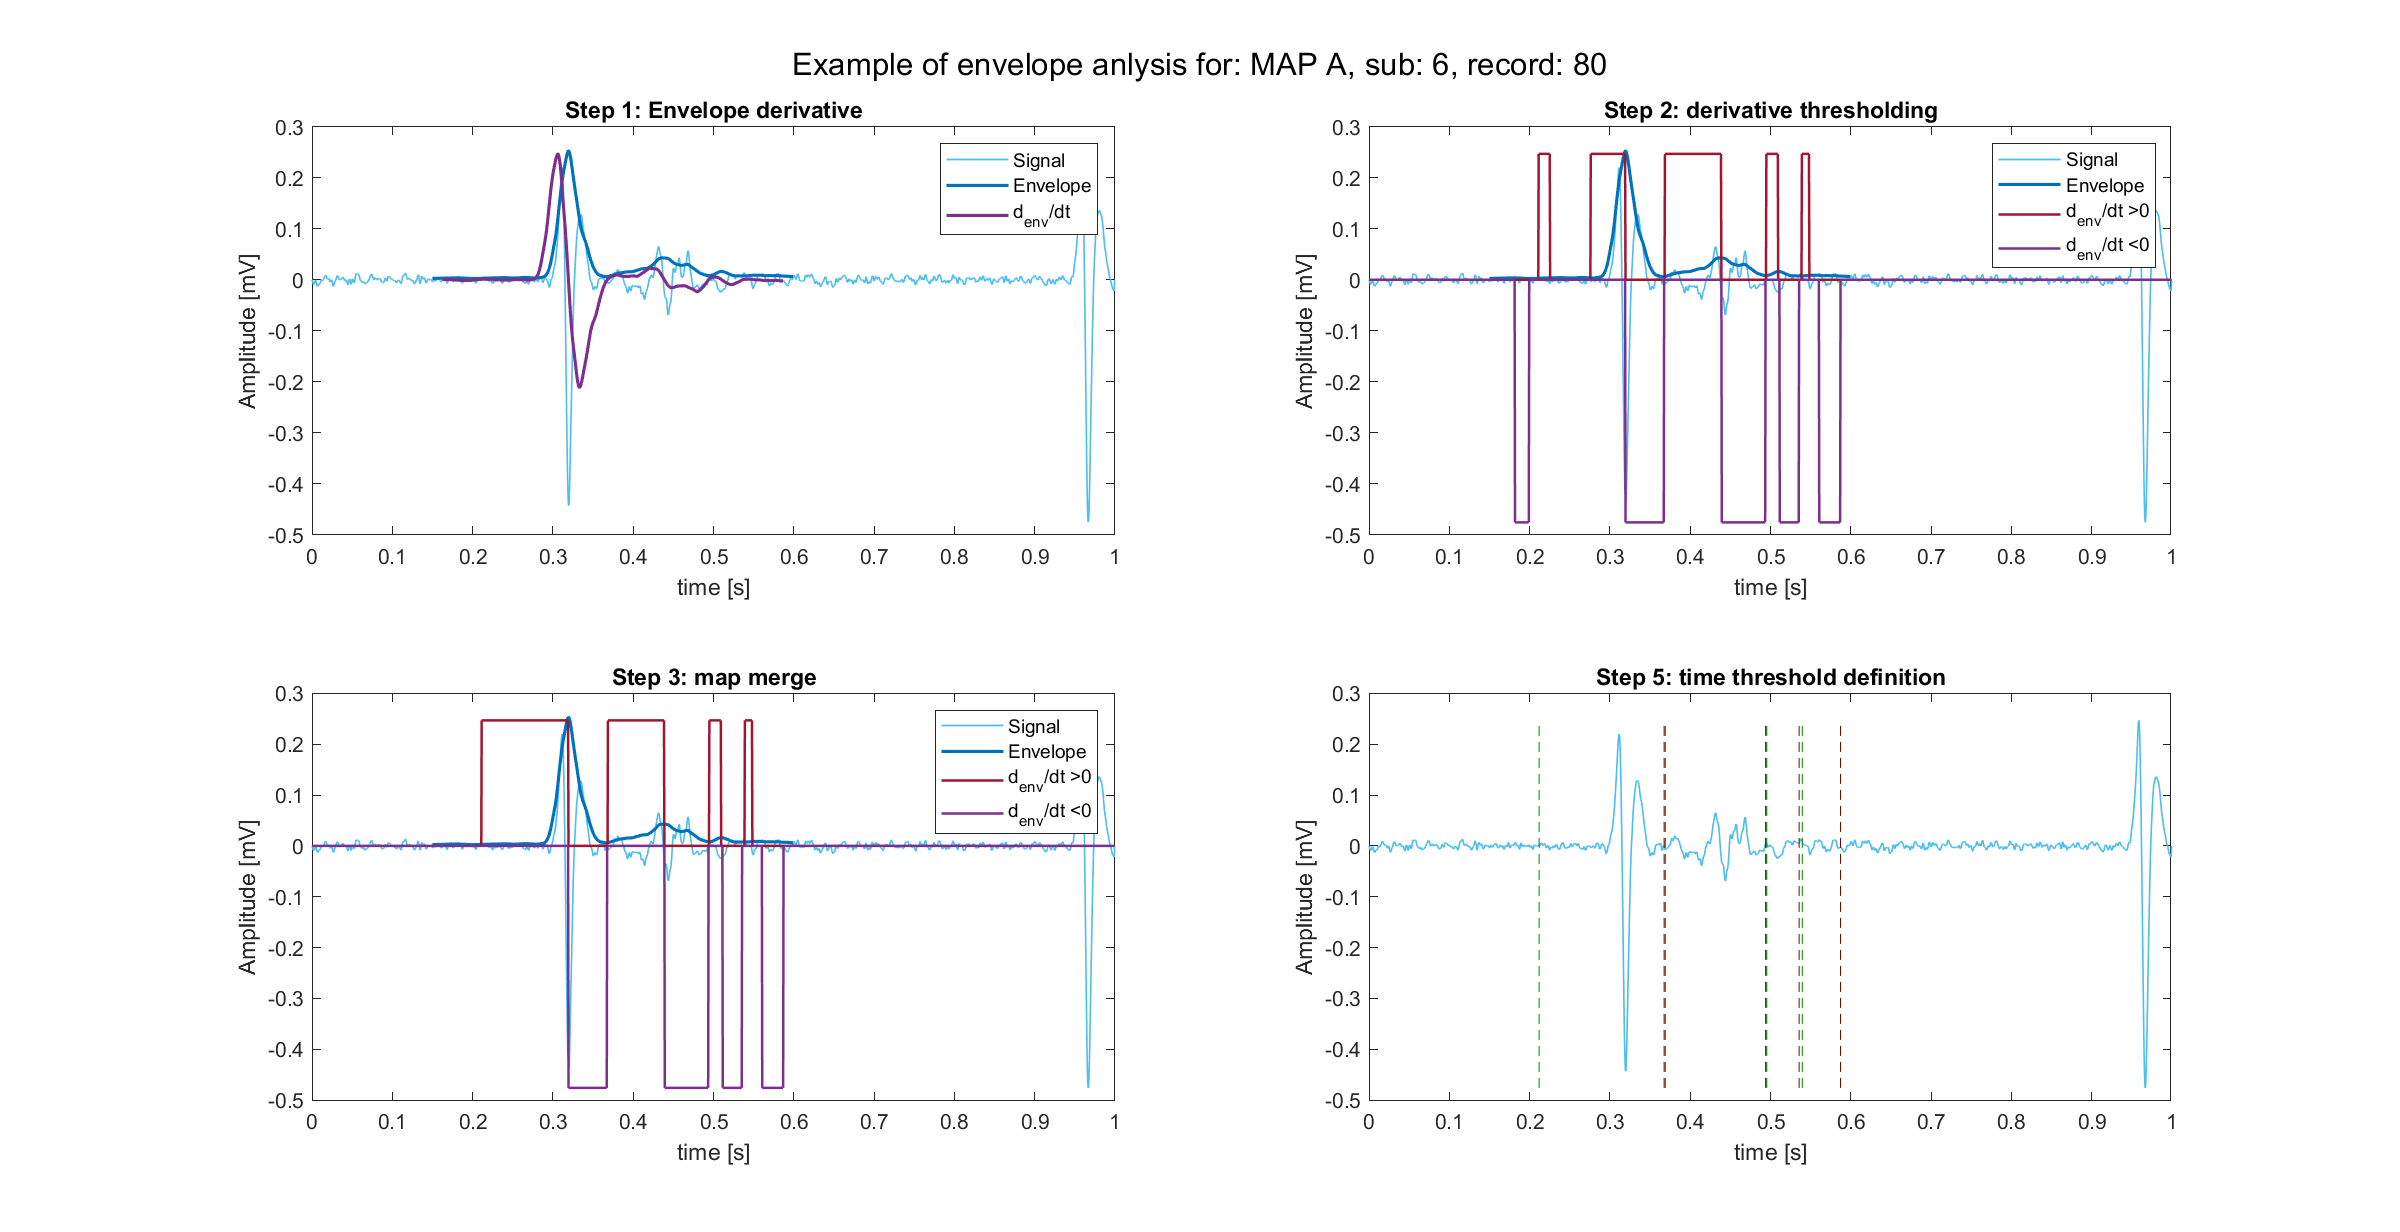 Example of envelope anlysis for: MAP A, sub: 6, record: 80
Step 1: Envelope derivative
0.3
0.2
0.1
0
-0.1
-0.2
-0.3
-0.4
-0.5
Amplitude [mV]
0 0.1 0.2 0.3 0.4 0.5 0.6 0.7 0.8 0.9 1
time [s]
Signal
Envelope
d_env/dt
Step 2: derivative thresholding
0.3
0.2
0.1
0
-0.1
-0.2
-0.3
-0.4
-0.5
Amplitude [mV]
0 0.1 0.2 0.3 0.4 0.5 0.6 0.7 0.8 0.9 1
time [s]
Signal
Envelope
d_env/dt >0
d_env/dt <0
Step 3: map merge
0.3
0.2
0.1
0
-0.1
-0.2
-0.3
-0.4
-0.5
Amplitude [mV]
0 0.1 0.2 0.3 0.4 0.5 0.6 0.7 0.8 0.9 1
time [s]
Signal
Envelope
d_env/dt >0
d_env/dt <0
Step 5: time threshold definition
0.3
0.2
0.1
0
-0.1
-0.2
-0.3
-0.4
-0.5
Amplitude [mV]
0 0.1 0.2 0.3 0.4 0.5 0.6 0.7 0.8 0.9 1
time [s]